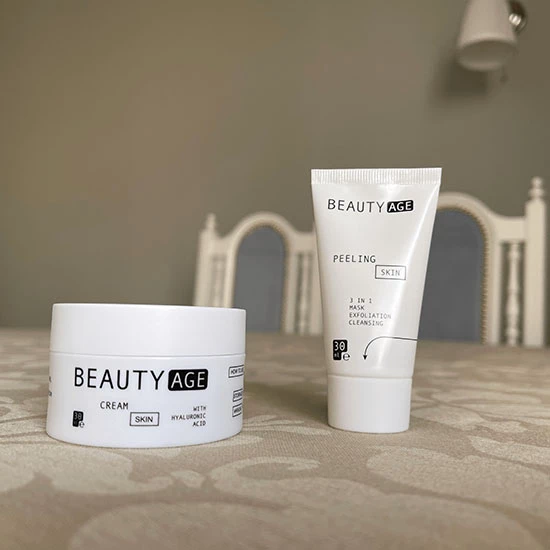 BEAUTY AGE
CREAM
SKIN
WITH
HYALURONIC
ACID
30
BEAUTY AGE
PEELING
SKIN
3 IN 1
MASK
EXFOLIATION
CLEANSING
30
ml